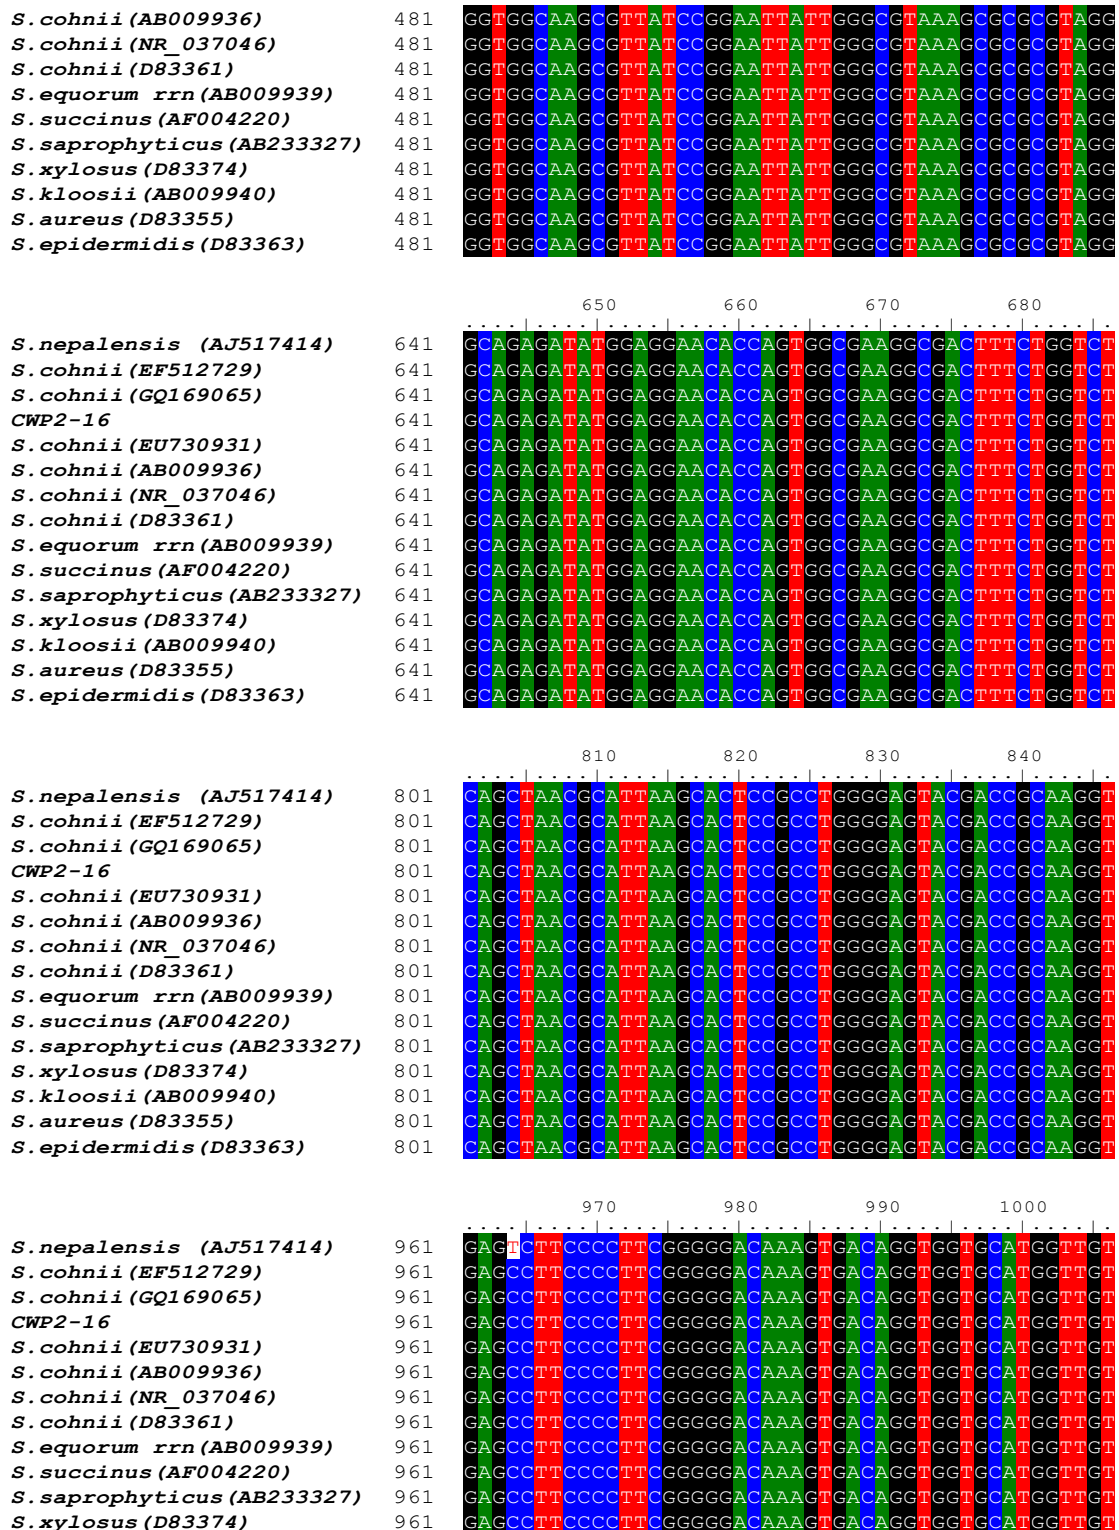 S.cohnii(AB009936) 481 GGTGGCAAGCGTTATCCGGAATTATTGGGCGTAAAGCGCGCGTAGG
S.cohnii(NR_037046) 481 GGTGGCAAGCGTTATCCGGAATTATTGGGCGTAAAGCGCGCGTAGG
S.cohnii(D83361) 481 GGTGGCAAGCGTTATCCGGAATTATTGGGCGTAAAGCGCGCGTAGG
S.equorum rrn(AB009939) 481 GGTGGCAAGCGTTATCCGGAATTATTGGGCGTAAAGCGCGCGTAGG
S.succinus(AF004220) 481 GGTGGCAAGCGTTATCCGGAATTATTGGGCGTAAAGCGCGCGTAGG
S.saprophyticus(AB233327) 481 GGTGGCAAGCGTTATCCGGAATTATTGGGCGTAAAGCGCGCGTAGG
S.xylosus(D83374) 481 GGTGGCAAGCGTTATCCGGAATTATTGGGCGTAAAGCGCGCGTAGG
S.kloosii(AB009940) 481 GGTGGCAAGCGTTATCCGGAATTATTGGGCGTAAAGCGCGCGTAGG
S.aureus(D83355) 481 GGTGGCAAGCGTTATCCGGAATTATTGGGCGTAAAGCGCGCGTAGG
S.epidermidis(D83363) 481 GGTGGCAAGCGTTATCCGGAATTATTGGGCGTAAAGCGCGCGTAGG
650 660 670 680
....|....|....|....|....|....|....|....|....|.
S.nepalensis (AJ517414) 641 GCAGAGATATGGAGGAACACCAGTGGCGAAGGCGACTTTCTGGTCT
S.cohnii(EF512729) 641 GCAGAGATATGGAGGAACACCAGTGGCGAAGGCGACTTTCTGGTCT
S.cohnii(GQ169065) 641 GCAGAGATATGGAGGAACACCAGTGGCGAAGGCGACTTTCTGGTCT
CWP2-16 641 GCAGAGATATGGAGGAACACCAGTGGCGAAGGCGACTTTCTGGTCT
S.cohnii(EU730931) 641 GCAGAGATATGGAGGAACACCAGTGGCGAAGGCGACTTTCTGGTCT
S.cohnii(AB009936) 641 GCAGAGATATGGAGGAACACCAGTGGCGAAGGCGACTTTCTGGTCT
S.cohnii(NR_037046) 641 GCAGAGATATGGAGGAACACCAGTGGCGAAGGCGACTTTCTGGTCT
S.cohnii(D83361) 641 GCAGAGATATGGAGGAACACCAGTGGCGAAGGCGACTTTCTGGTCT
S.equorum rrn(AB009939) 641 GCAGAGATATGGAGGAACACCAGTGGCGAAGGCGACTTTCTGGTCT
S.succinus(AF004220) 641 GCAGAGATATGGAGGAACACCAGTGGCGAAGGCGACTTTCTGGTCT
S.saprophyticus(AB233327) 641 GCAGAGATATGGAGGAACACCAGTGGCGAAGGCGACTTTCTGGTCT
S.xylosus(D83374) 641 GCAGAGATATGGAGGAACACCAGTGGCGAAGGCGACTTTCTGGTCT
S.kloosii(AB009940) 641 GCAGAGATATGGAGGAACACCAGTGGCGAAGGCGACTTTCTGGTCT
S.aureus(D83355) 641 GCAGAGATATGGAGGAACACCAGTGGCGAAGGCGACTTTCTGGTCT
S.epidermidis(D83363) 641 GCAGAGATATGGAGGAACACCAGTGGCGAAGGCGACTTTCTGGTCT
810 820 830 840
....|....|....|....|....|....|....|....|....|.
S.nepalensis (AJ517414) 801 CAGCTAACGCATTAAGCACTCCGCCTGGGGAGTACGACCGCAAGGT
S.cohnii(EF512729) 801 CAGCTAACGCATTAAGCACTCCGCCTGGGGAGTACGACCGCAAGGT
S.cohnii(GQ169065) 801 CAGCTAACGCATTAAGCACTCCGCCTGGGGAGTACGACCGCAAGGT
CWP2-16 801 CAGCTAACGCATTAAGCACTCCGCCTGGGGAGTACGACCGCAAGGT
S.cohnii(EU730931) 801 CAGCTAACGCATTAAGCACTCCGCCTGGGGAGTACGACCGCAAGGT
S.cohnii(AB009936) 801 CAGCTAACGCATTAAGCACTCCGCCTGGGGAGTACGACCGCAAGGT
S.cohnii(NR_037046) 801 CAGCTAACGCATTAAGCACTCCGCCTGGGGAGTACGACCGCAAGGT
S.cohnii(D83361) 801 CAGCTAACGCATTAAGCACTCCGCCTGGGGAGTACGACCGCAAGGT
S.equorum rrn(AB009939) 801 CAGCTAACGCATTAAGCACTCCGCCTGGGGAGTACGACCGCAAGGT
S.succinus(AF004220) 801 CAGCTAACGCATTAAGCACTCCGCCTGGGGAGTACGACCGCAAGGT
S.saprophyticus(AB233327) 801 CAGCTAACGCATTAAGCACTCCGCCTGGGGAGTACGACCGCAAGGT
S.xylosus(D83374) 801 CAGCTAACGCATTAAGCACTCCGCCTGGGGAGTACGACCGCAAGGT
S.kloosii(AB009940) 801 CAGCTAACGCATTAAGCACTCCGCCTGGGGAGTACGACCGCAAGGT
S.aureus(D83355) 801 CAGCTAACGCATTAAGCACTCCGCCTGGGGAGTACGACCGCAAGGT
S.epidermidis(D83363) 801 CAGCTAACGCATTAAGCACTCCGCCTGGGGAGTACGACCGCAAGGT
970 980 990 1000
....|....|....|....|....|....|....|....|....|.
S.nepalensis (AJ517414) 961 GAGTCTTCCCCTTCGGGGGACAAAGTGACAGGTGGTGCATGGTTGT
S.cohnii(EF512729) 961 GAGCCTTCCCCTTCGGGGGACAAAGTGACAGGTGGTGCATGGTTGT
S.cohnii(GQ169065) 961 GAGCCTTCCCCTTCGGGGGACAAAGTGACAGGTGGTGCATGGTTGT
CWP2-16 961 GAGCCTTCCCCTTCGGGGGACAAAGTGACAGGTGGTGCATGGTTGT
S.cohnii(EU730931) 961 GAGCCTTCCCCTTCGGGGGACAAAGTGACAGGTGGTGCATGGTTGT
S.cohnii(AB009936) 961 GAGCCTTCCCCTTCGGGGGACAAAGTGACAGGTGGTGCATGGTTGT
S.cohnii(NR_037046) 961 GAGCCTTCCCCTTCGGGGGACAAAGTGACAGGTGGTGCATGGTTGT
S.cohnii(D83361) 961 GAGCCTTCCCCTTCGGGGGACAAAGTGACAGGTGGTGCATGGTTGT
S.equorum rrn(AB009939) 961 GAGCCTTCCCCTTCGGGGGACAAAGTGACAGGTGGTGCATGGTTGT
S.succinus(AF004220) 961 GAGCCTTCCCCTTCGGGGGACAAAGTGACAGGTGGTGCATGGTTGT
S.saprophyticus(AB233327) 961 GAGCCTTCCCCTTCGGGGGACAAAGTGACAGGTGGTGCATGGTTGT
S.xylosus(D83374) 961 GAGCCTTCCCCTTCGGGGGACAAAGTGACAGGTGGTGCATGGTTGT